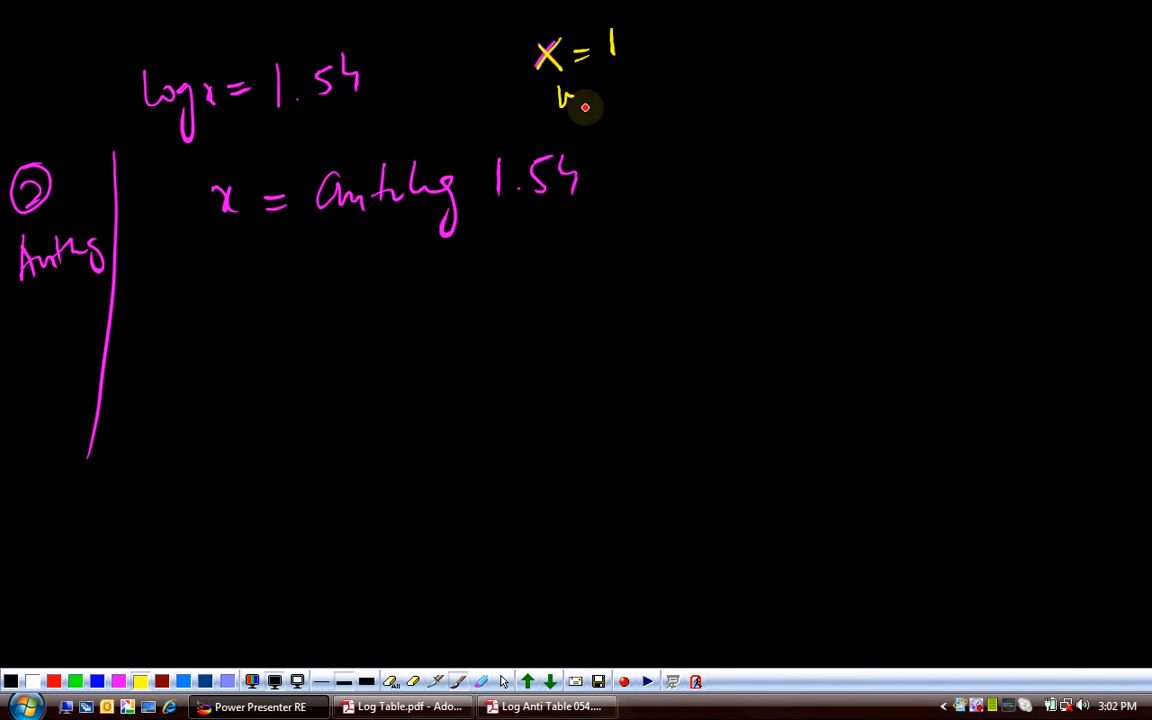 log x = 1.54
X = 1
②
x = antilog 1.54
Antilog
Power Presenter RE
Log Table.pdf - Ado...
Log Anti Table 054....
3:02 PM